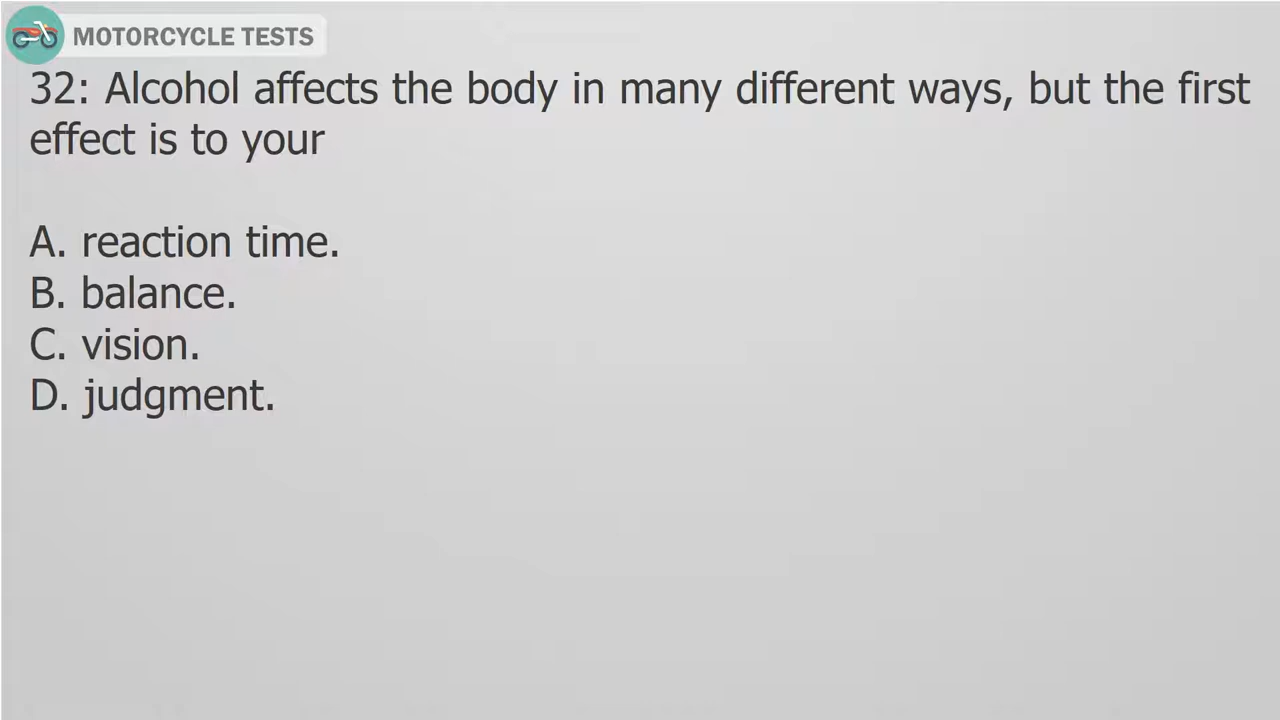 MOTORCYCLE TESTS
32: Alcohol affects the body in many different ways, but the first
effect is to your
A. reaction time.
B. balance.
C. vision.
D. judgment.